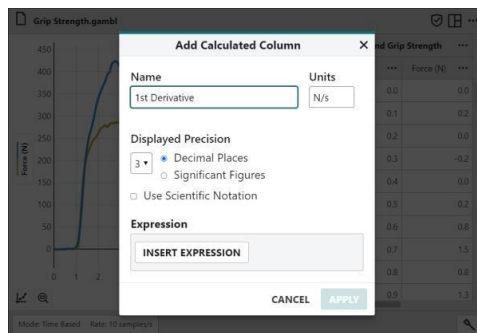 Grip Strength.gambl
Add Calculated Column
Name
Units
1st Derivative
N/s
Displayed Precision
3
Decimal Places
Significant Figures
Use Scientific Notation
Expression
INSERT EXPRESSION
CANCEL
APPLY
450
400
300
200
150
100
50
0
Force (N)
0
1
2
nd Grip Strength
Force (N)
0.0 0.0
0.1 0.2
0.2 0.0
0.3 -0.2
0.4 0.0
0.5 0.2
0.6 0.8
0.7 1.5
0.8 0.8
0.9 1.3
Mode: Time Based Rate: 10 samples/s